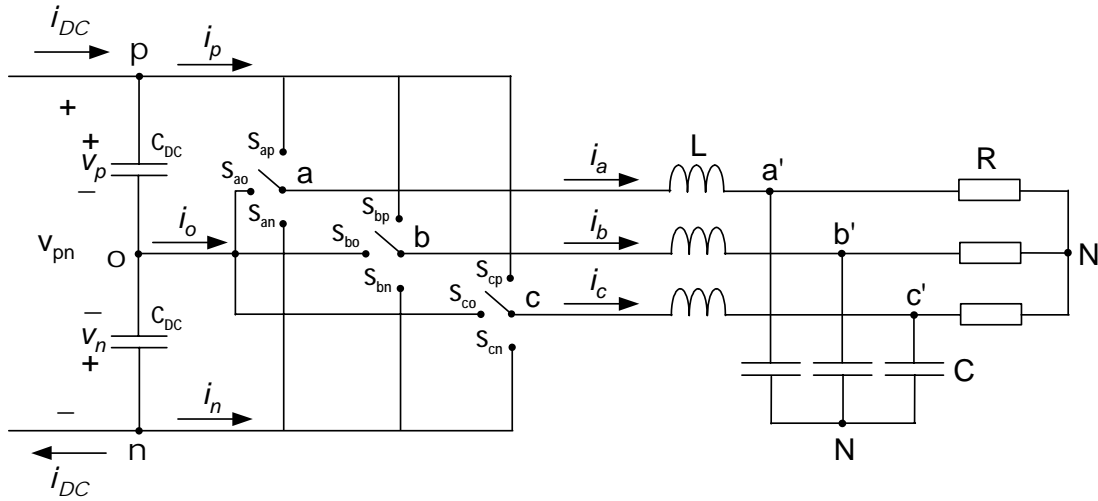 i_DC
p
i_p
+
+
C_DC
v_p
–
S_ap
S_ao
a
S_an
i_a
L
a'
R
v_pn
o
i_o
S_bp
S_bo
b
S_bn
i_b
b'
N
–
C_DC
v_n
+
S_cp
S_co
c
S_cn
i_c
c'
C
–
i_n
n
N
i_DC